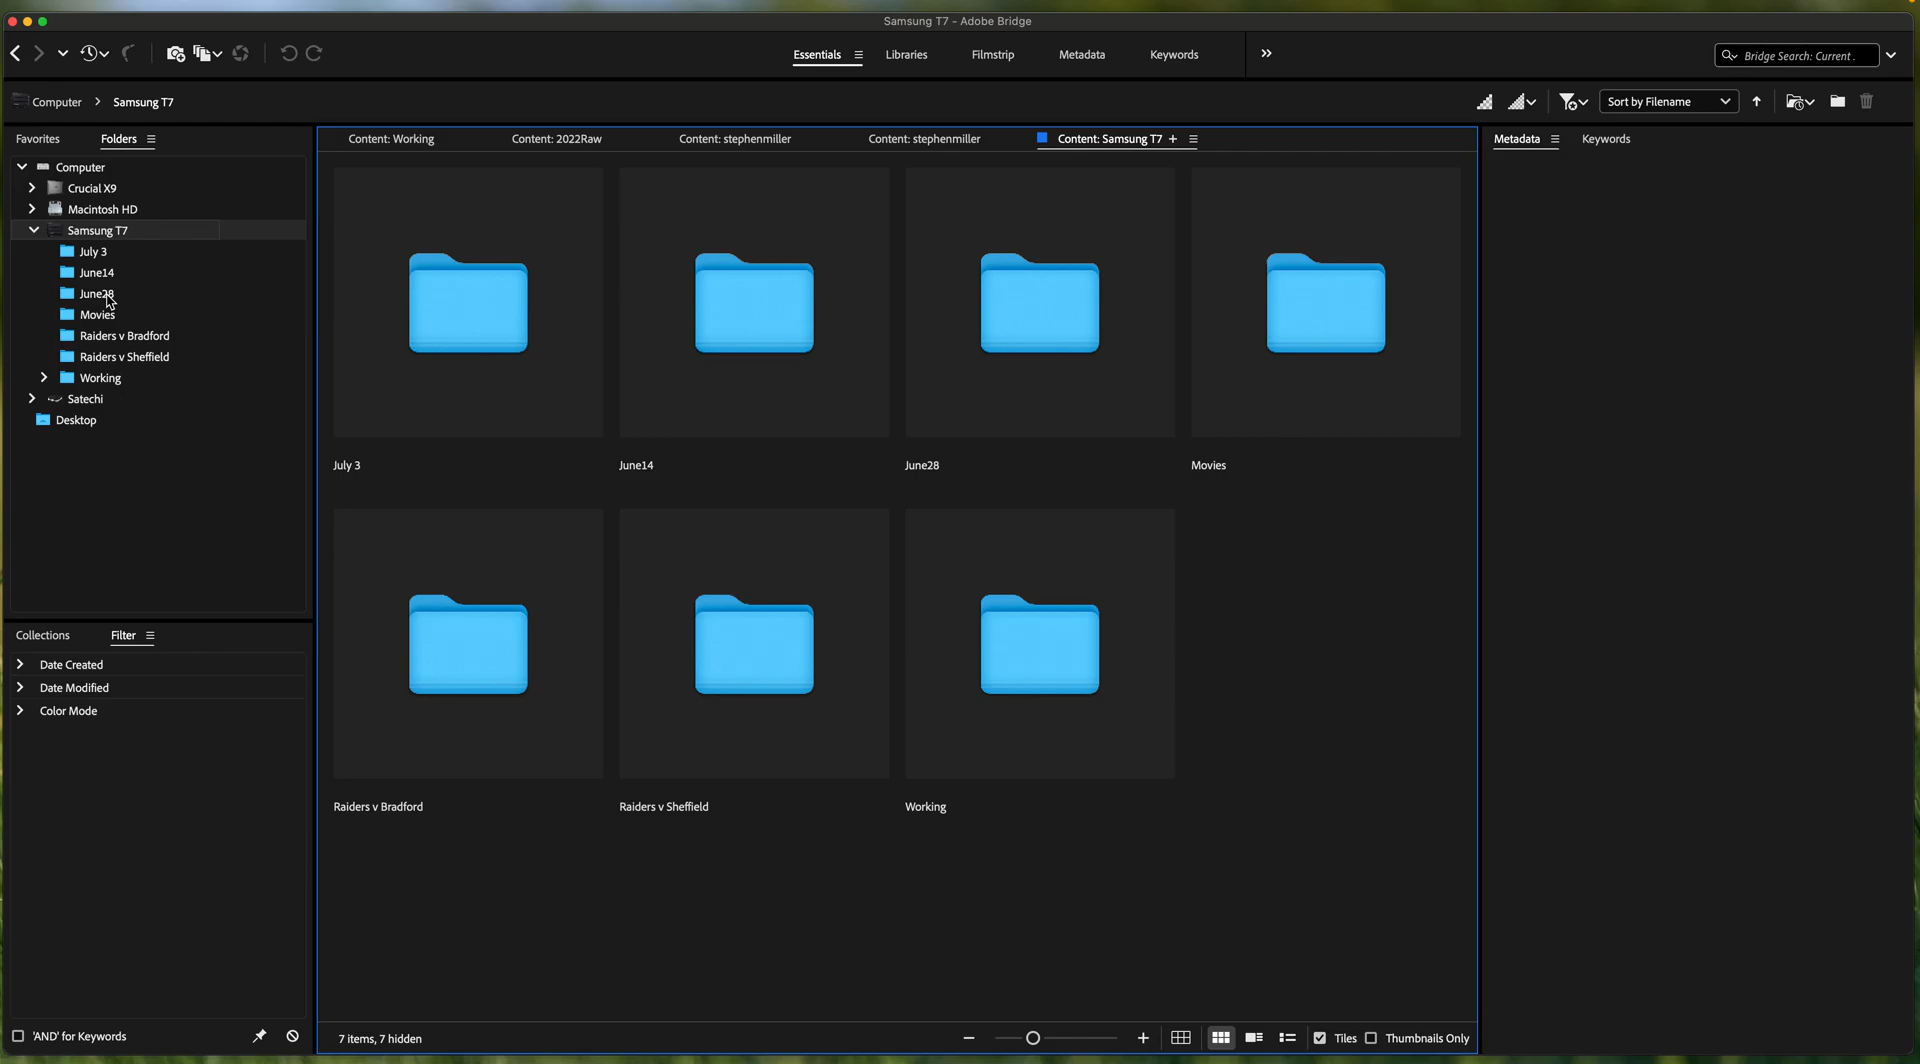 Samsung T7 - Adobe Bridge
Essentials
Libraries
Filmstrip
Metadata
Keywords
Bridge Search: Current .
Computer
Samsung T7
Sort by Filename
Favorites
Folders
Computer
Crucial X9
Macintosh HD
Samsung T7
July 3
June14
June28
Movies
Raiders v Bradford
Raiders v Sheffield
Working
Satechi
Desktop
Content: Working
Content: 2022Raw
Content: stephenmiller
Content: stephenmiller
Content: Samsung T7
July 3
June14
June28
Movies
Raiders v Bradford
Raiders v Sheffield
Working
Metadata
Keywords
Collections
Filter
Date Created
Date Modified
Color Mode
'AND' for Keywords
7 items, 7 hidden
Tiles
Thumbnails Only